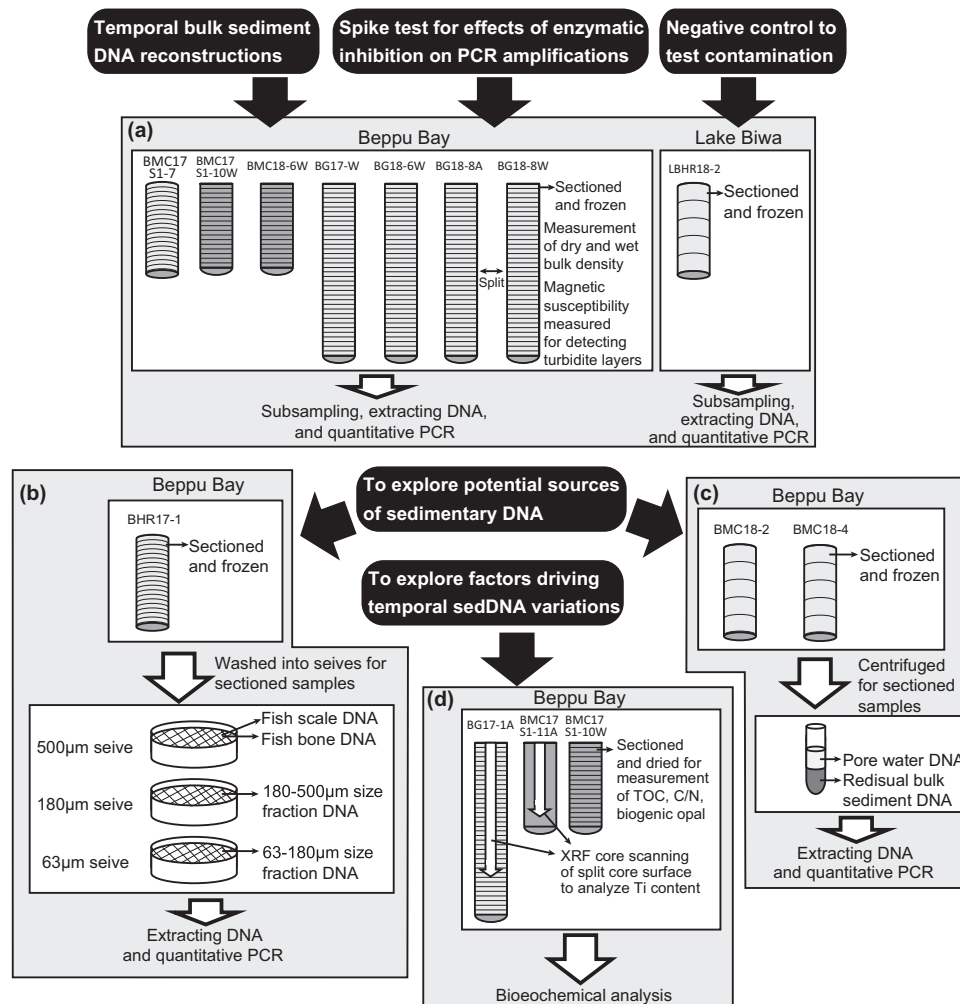 Temporal bulk sediment
DNA reconstructions
Spike test for effects of enzymatic
inhibition on PCR amplifications
Negative control to
test contamination
(a)
Beppu Bay
Lake Biwa
BMC17
S1-7
BMC17
S1-10W
BMC18-6W
BG17-W
BG18-6W
BG18-8A
BG18-8W
Sectioned
and frozen
Measurement
of dry and wet
bulk density
Split
Magnetic
susceptibility
measured
for detecting
turbidite layers
LBHR18-2
Sectioned
and frozen
Subsampling, extracting DNA,
and quantitative PCR
Subsampling,
extracting DNA,
and quantitative PCR
To explore potential sources
of sedimentary DNA
To explore factors driving
temporal sedDNA variations
(b)
Beppu Bay
BHR17-1
Sectioned
and frozen
Washed into seives for
sectioned samples
500μm seive
Fish scale DNA
Fish bone DNA
180μm seive
180-500μm size
fraction DNA
63μm seive
63-180μm size
fraction DNA
Extracting DNA
and quantitative PCR
(c)
Beppu Bay
BMC18-2
BMC18-4
Sectioned
and frozen
Centrifuged
for sectioned
samples
Pore water DNA
Redisual bulk
sediment DNA
Extracting DNA
and quantitative PCR
(d)
Beppu Bay
BG17-1A
BMC17
S1-11A
BMC17
S1-10W
Sectioned
and dried for
measurement
of TOC, C/N,
biogenic opal
XRF core scanning
of split core surface
to analyze Ti content
Bioeochemical analysis